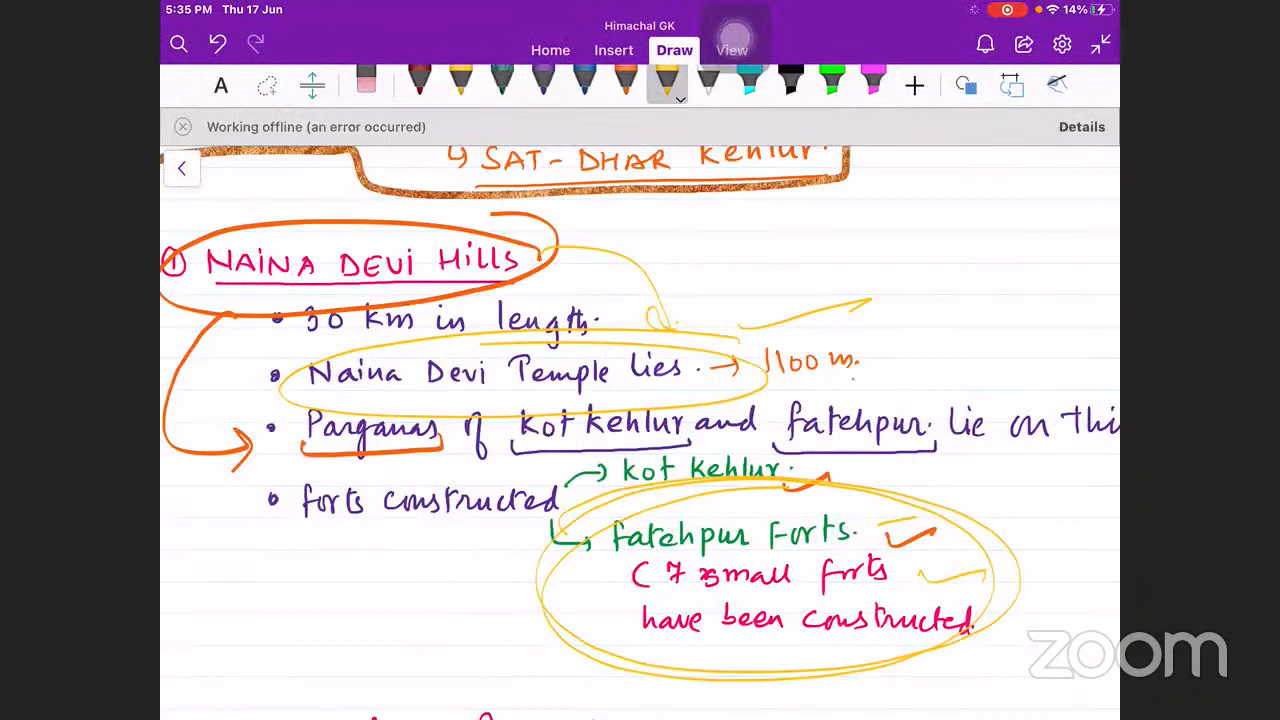 5:35 PM Thu 17 Jun
14%
Himachal GK
Home Insert Draw View
A
Working offline (an error occurred) Details
↳ SAT-DHAR Kehlur.
① NAINA DEVI Hills
• 30 km in length.
• Naina Devi Temple lies. → 1100 m.
• Parganas of Kot Kehlur and fatehpur. lie on thi
→ Kot Kehlur.
• forts constructed
↳ fatehpur forts.
( 7 small forts
have been constructed
zoom